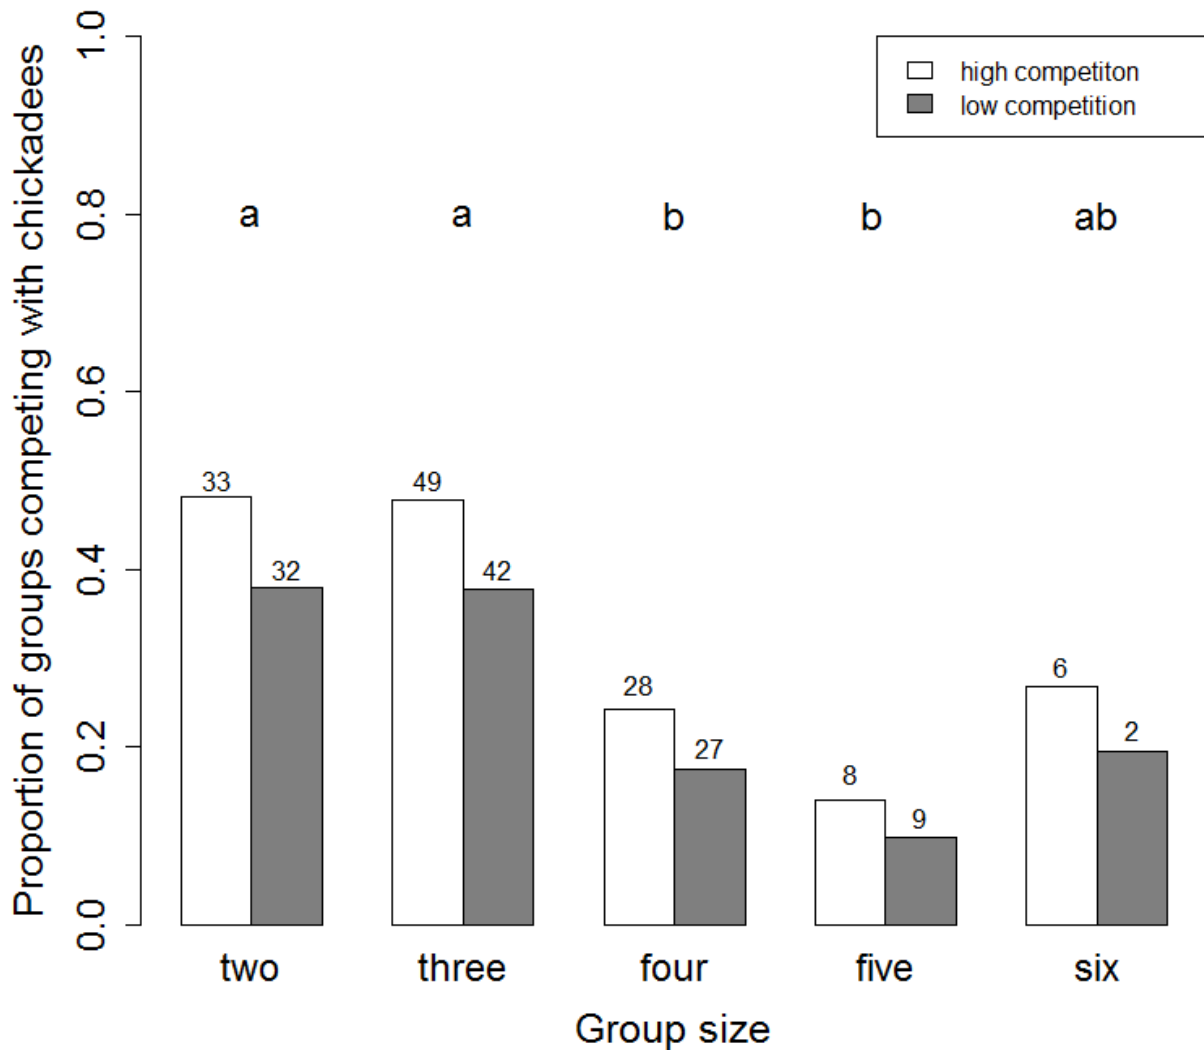 Proportion of groups competing with chickadees
1.0
0.8
0.6
0.4
0.2
0.0
high competiton
low competition
a a b b ab
33 32 49 42 28 27 8 9 6 2
two three four five six
Group size